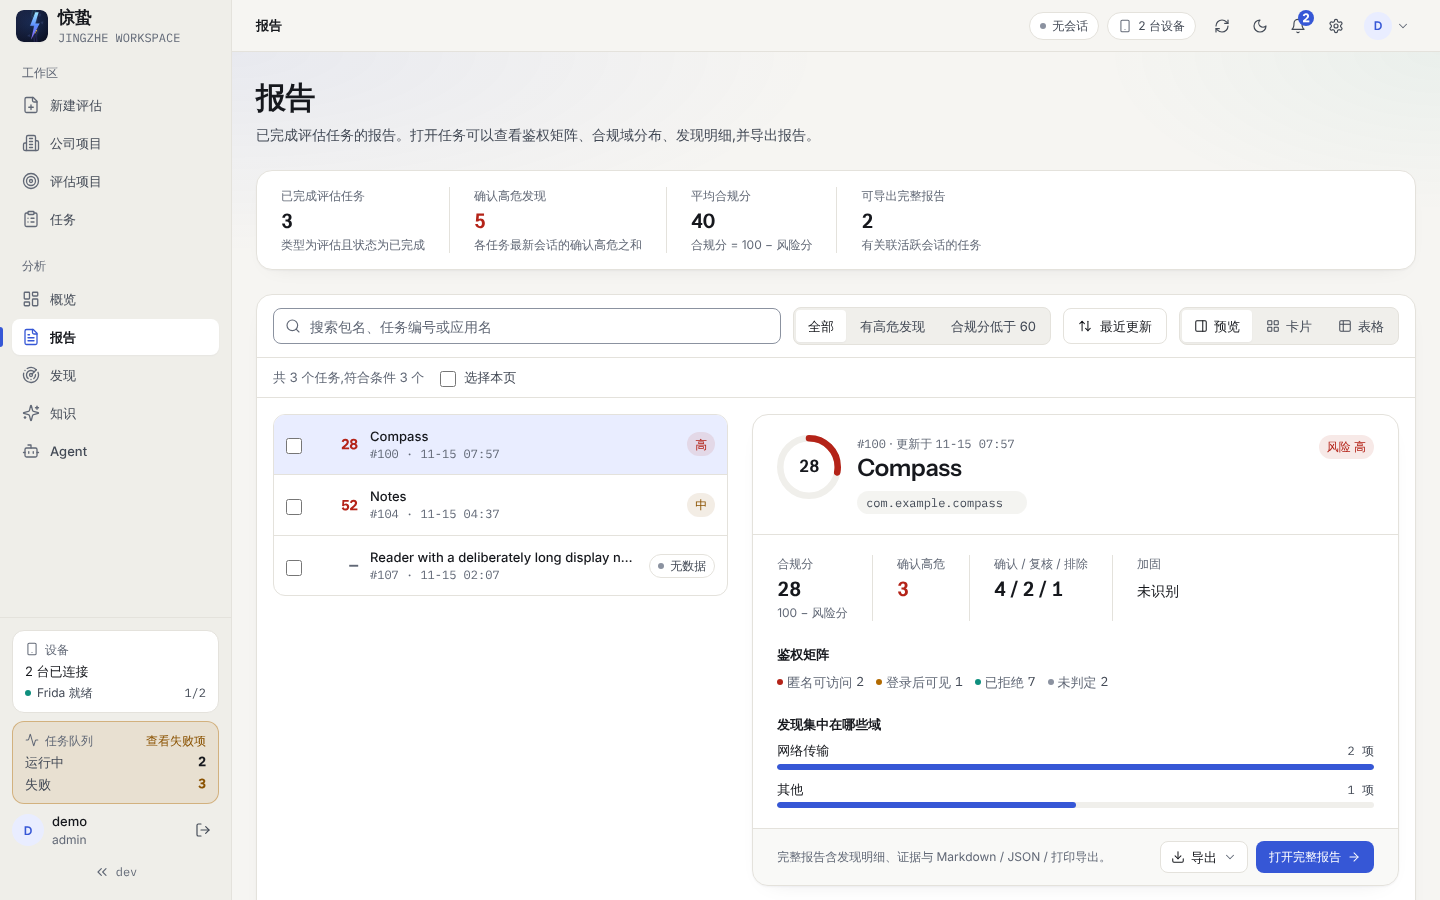 惊蛰
JINGZHE WORKSPACE
工作区
新建评估
公司项目
评估项目
任务
分析
概览
报告
发现
知识
Agent
设备
2 台已连接
Frida 就绪 1/2
任务队列 查看失败项
运行中 2
失败 3
D demo
admin
dev
报告 无会话 2 台设备 2 D
报告
已完成评估任务的报告。打开任务可以查看鉴权矩阵、合规域分布、发现明细,并导出报告。
已完成评估任务 确认高危发现 平均合规分 可导出完整报告
3 5 40 2
类型为评估且状态为已完成 各任务最新会话的确认高危之和 合规分 = 100 − 风险分 有关联活跃会话的任务
搜索包名、任务编号或应用名 全部 有高危发现 合规分低于 60 最近更新 预览 卡片 表格
共 3 个任务,符合条件 3 个 选择本页
28 Compass 高
#100 · 11-15 07:57
52 Notes 中
#104 · 11-15 04:37
– Reader with a deliberately long display n... 无数据
#107 · 11-15 02:07
28
#100 · 更新于 11-15 07:57 风险 高
Compass
com.example.compass
合规分 确认高危 确认 / 复核 / 排除 加固
28 3 4 / 2 / 1 未识别
100 − 风险分
鉴权矩阵
匿名可访问 2 登录后可见 1 已拒绝 7 未判定 2
发现集中在哪些域
网络传输 2 项
其他 1 项
完整报告含发现明细、证据与 Markdown / JSON / 打印导出。 导出 打开完整报告